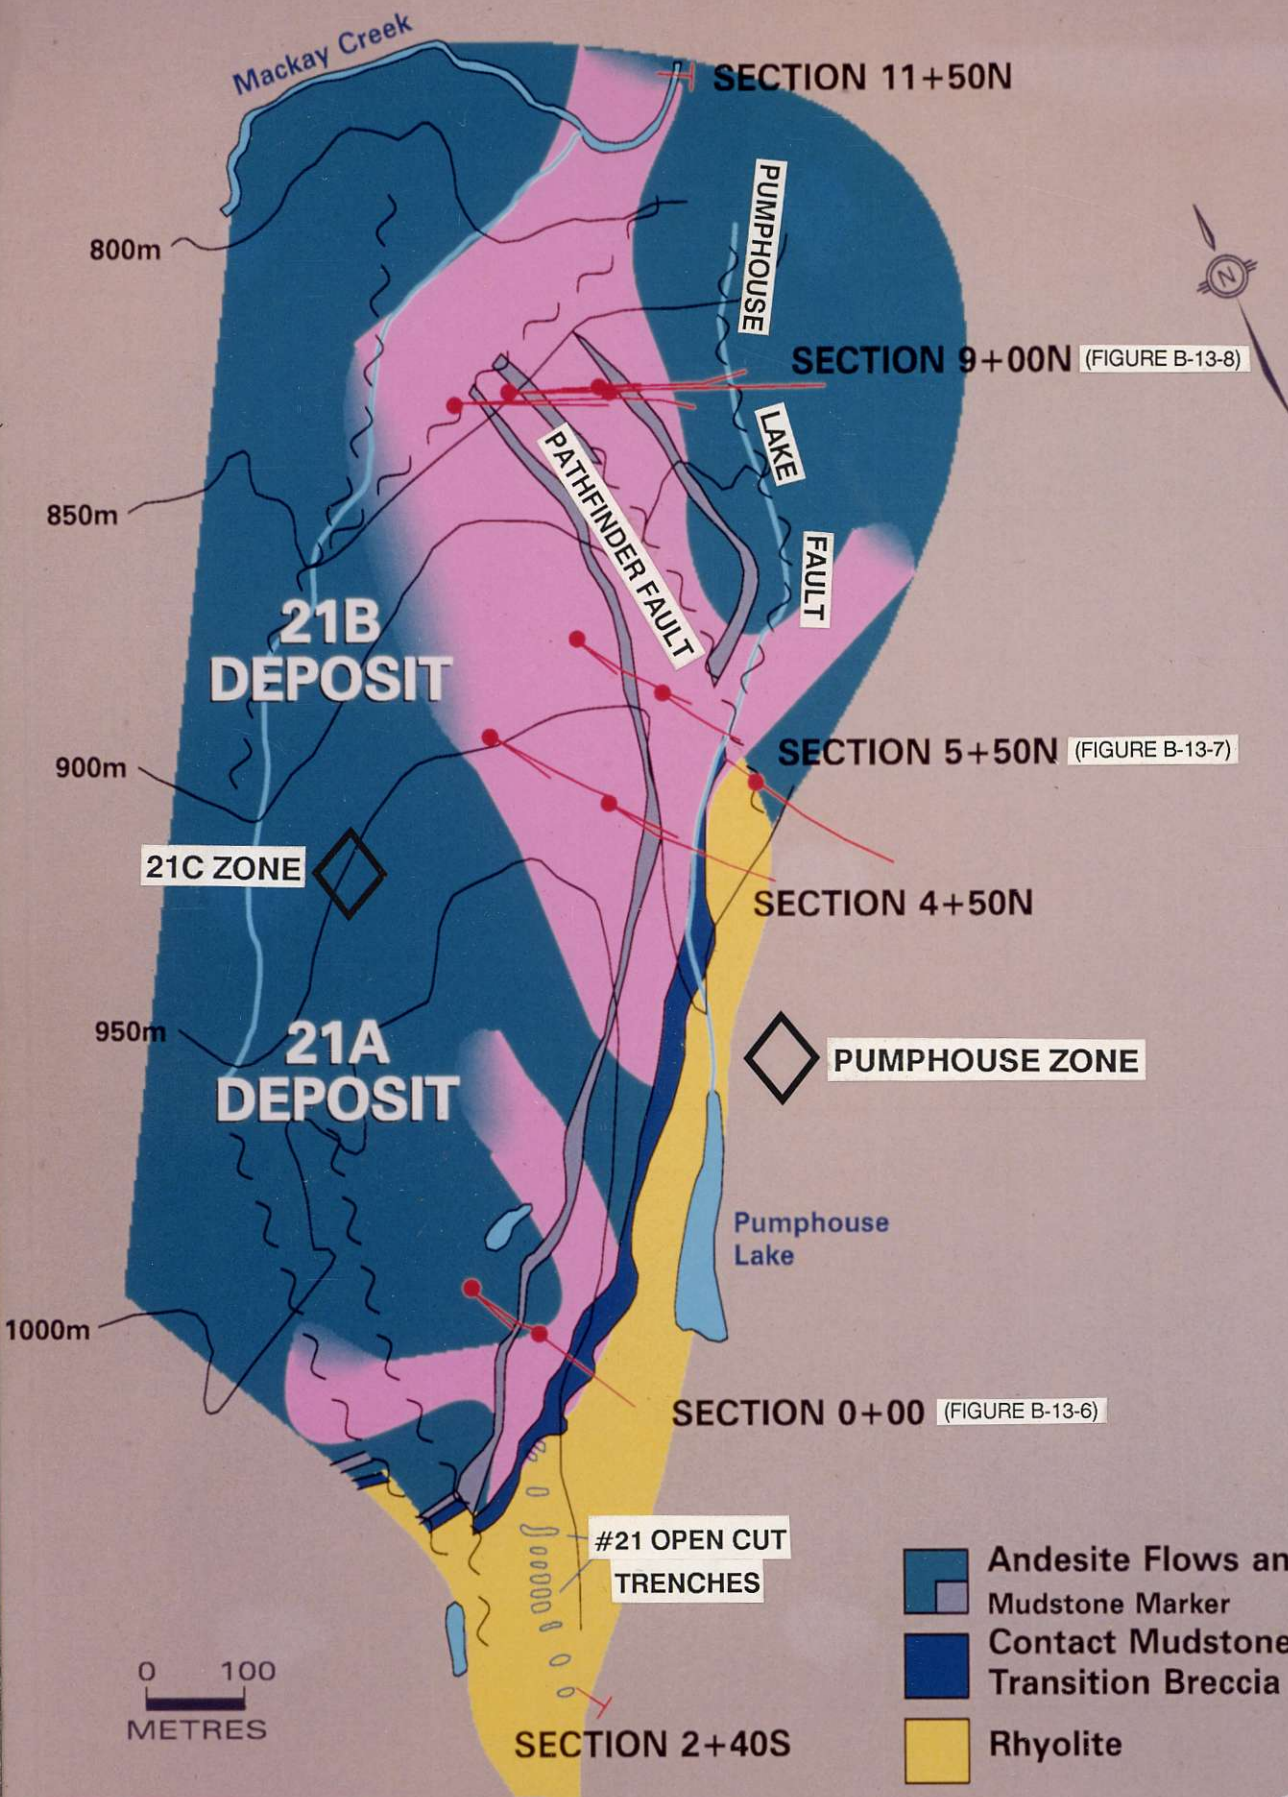 Mackay Creek
SECTION 11+50N
PUMPHOUSE
800m
N
SECTION 9+00N (FIGURE B-13-8)
LAKE
PATHFINDER FAULT
850m
FAULT
21B
DEPOSIT
SECTION 5+50N (FIGURE B-13-7)
900m
21C ZONE
SECTION 4+50N
950m
21A
DEPOSIT
PUMPHOUSE ZONE
Pumphouse
Lake
1000m
SECTION 0+00 (FIGURE B-13-6)
#21 OPEN CUT
TRENCHES
Andesite Flows an
Mudstone Marker
Contact Mudstone
Transition Breccia
Rhyolite
0 100
METRES
SECTION 2+40S